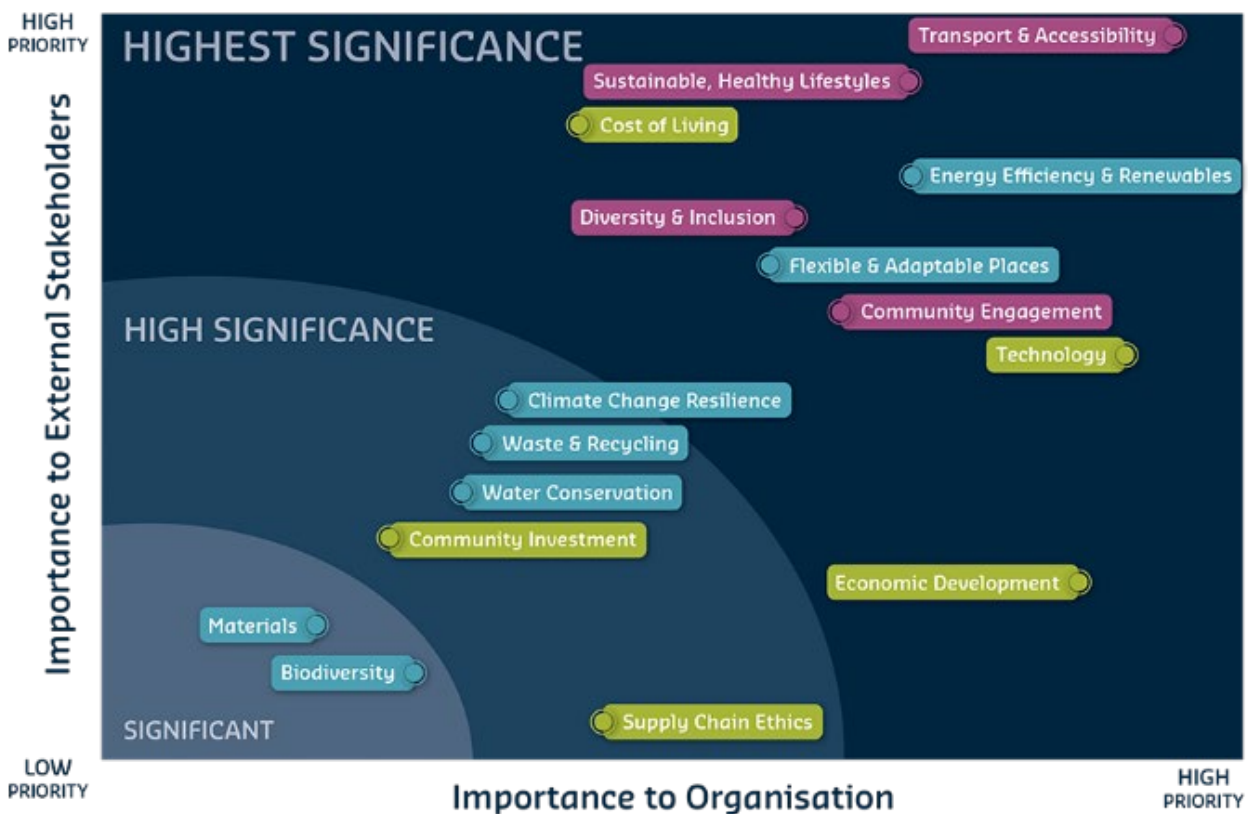 HIGH
PRIORITY
HIGHEST SIGNIFICANCE
Transport & Accessibility
Sustainable, Healthy Lifestyles
Cost of Living
Energy Efficiency & Renewables
Diversity & Inclusion
Flexible & Adaptable Places
HIGH SIGNIFICANCE
Community Engagement
Technology
Climate Change Resilience
Waste & Recycling
Water Conservation
Community Investment
Economic Development
Materials
Biodiversity
SIGNIFICANT
Supply Chain Ethics
Importance to External Stakeholders
LOW
PRIORITY
Importance to Organisation
HIGH
PRIORITY